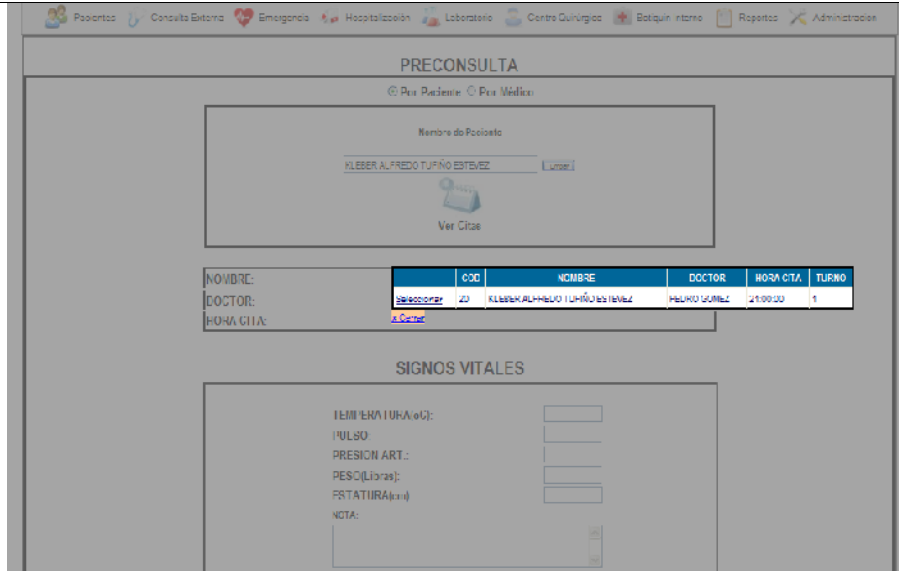 Pacientes Consulta Externa Emergencia Hospitalización Laboratorio Centro Quirúrgico Botiquin Interno Reportes Administracion
PRECONSULTA
Por Paciente Por Médico
Nombre de Paciente
KLEBER ALFREDO TUFIÑO ESTEVEZ
Ver Citas
NOMBRE:
COD NOMBRE DOCTOR HORA CITA TURNO
DOCTOR:
Seleccionar 20 KLEBER ALFREDO TUFIÑO ESTEVEZ PEDRO GOMEZ 21:00:00 1
HORA CITA:
x Cerrar
SIGNOS VITALES
TEMPERATURA(oC):
PULSO:
PRESION ART.:
PESO(Libras):
ESTATURA(cm)
NOTA: